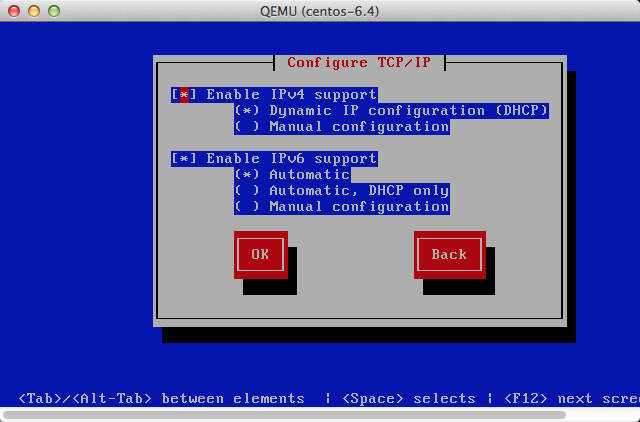 QEMU (centos-6.4)
Configure TCP/IP
[*] Enable IPv4 support
(*) Dynamic IP configuration (DHCP)
( ) Manual configuration
[*] Enable IPv6 support
(*) Automatic
( ) Automatic, DHCP only
( ) Manual configuration
OK Back
<Tab>/<Alt-Tab> between elements | <Space> selects | <F12> next scre